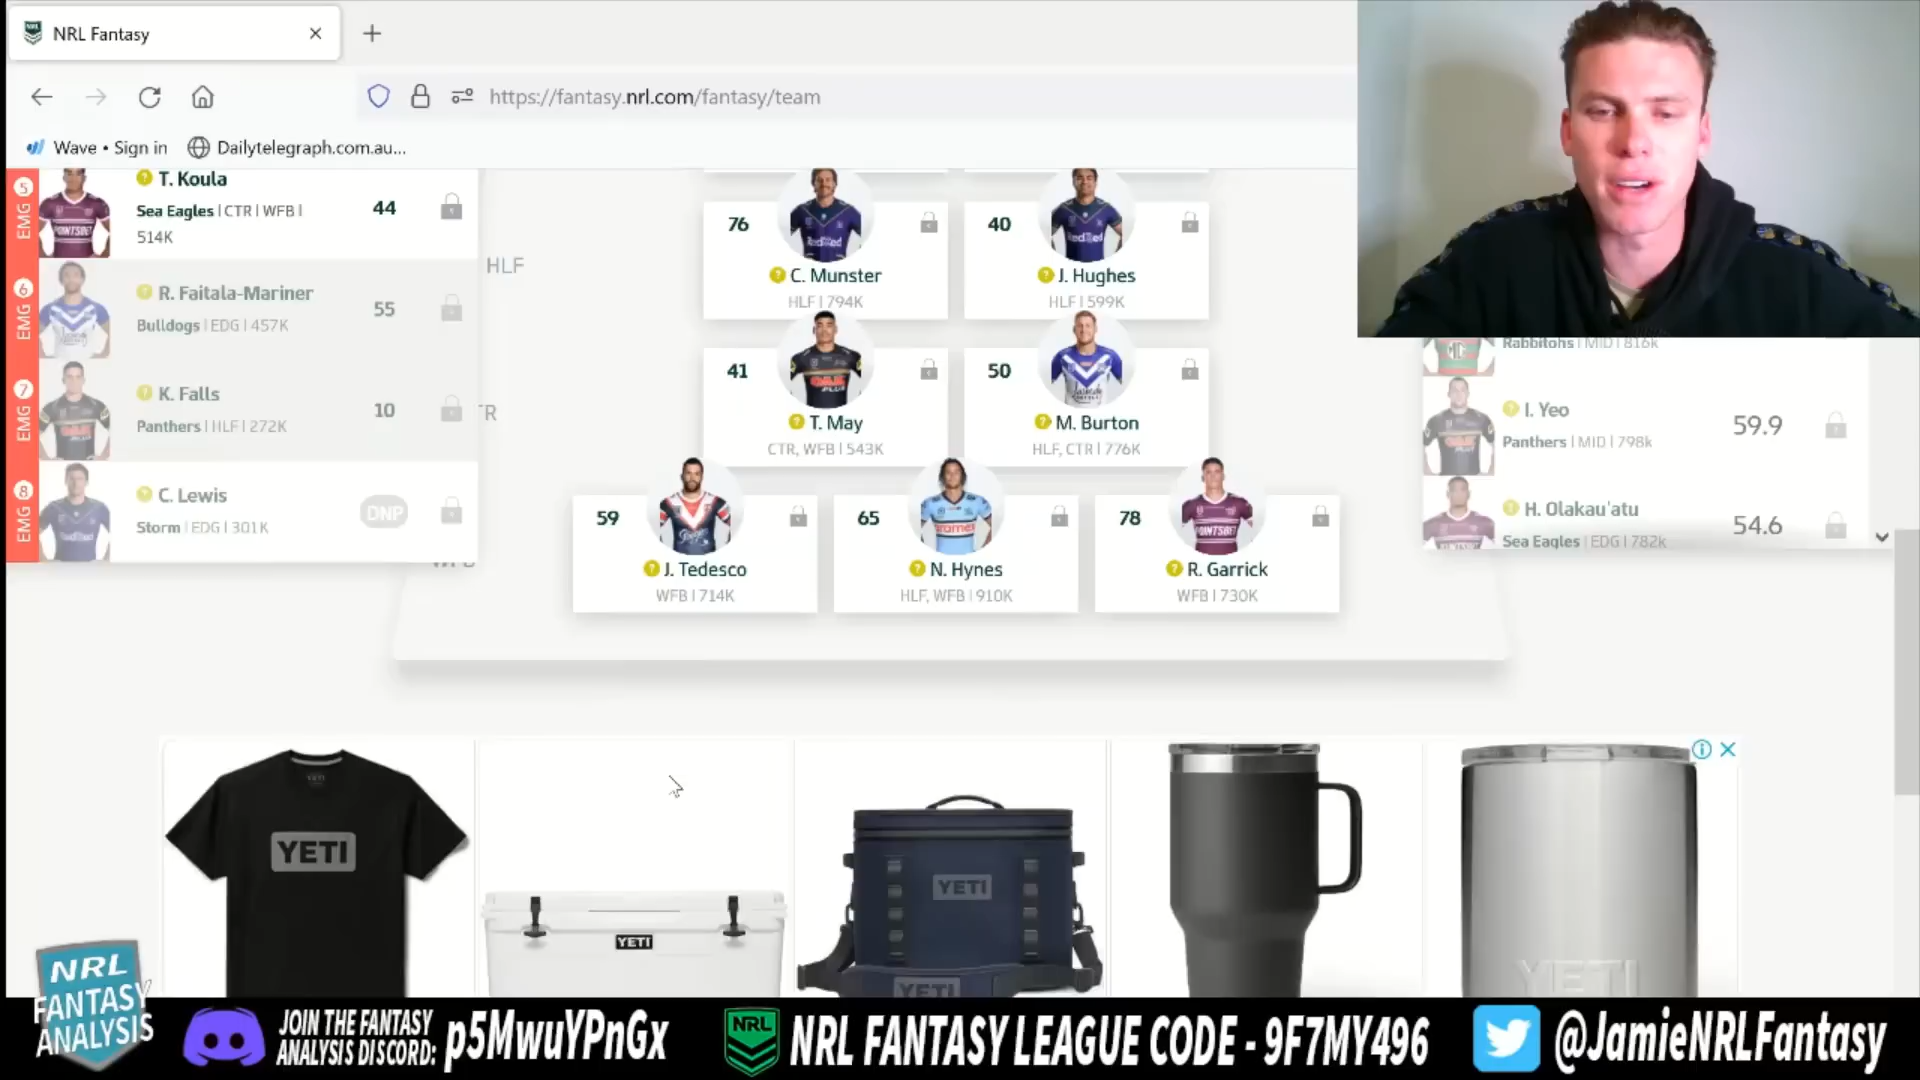 NRL Fantasy
https://fantasy.nrl.com/fantasy/team
Wave • Sign in
Dailytelegraph.com.au...
5
EMG
T. Koula
Sea Eagles | CTR | WFB |
514K
44
6
EMG
R. Faitala-Mariner
Bulldogs | EDG | 457K
55
7
EMG
K. Falls
Panthers | HLF | 272K
10
8
EMG
C. Lewis
Storm | EDG | 301K
DNP
HLF
76
C. Munster
HLF | 794K
40
J. Hughes
HLF | 599K
TR
41
T. May
CTR, WFB | 543K
50
M. Burton
HLF, CTR | 776K
59
J. Tedesco
WFB | 714K
65
N. Hynes
HLF, WFB | 910K
78
R. Garrick
WFB | 730K
Rabbitohs | MID | 816k
I. Yeo
Panthers | MID | 798k
59.9
H. Olakau'atu
Sea Eagles | EDG | 782k
54.6
YETI
YETI
YETI
YETI
YETI
NRL
FANTASY
ANALYSIS
JOIN THE FANTASY
ANALYSIS DISCORD:
p5MwuYPnGx
NRL
NRL FANTASY LEAGUE CODE - 9F7MY496
@JamieNRLFantasy